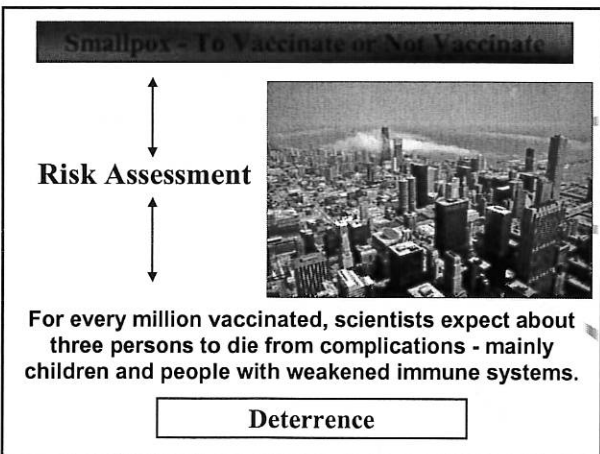 Smallpox - To Vaccinate or Not Vaccinate
Risk Assessment
For every million vaccinated, scientists expect about
three persons to die from complications - mainly
children and people with weakened immune systems.
Deterrence